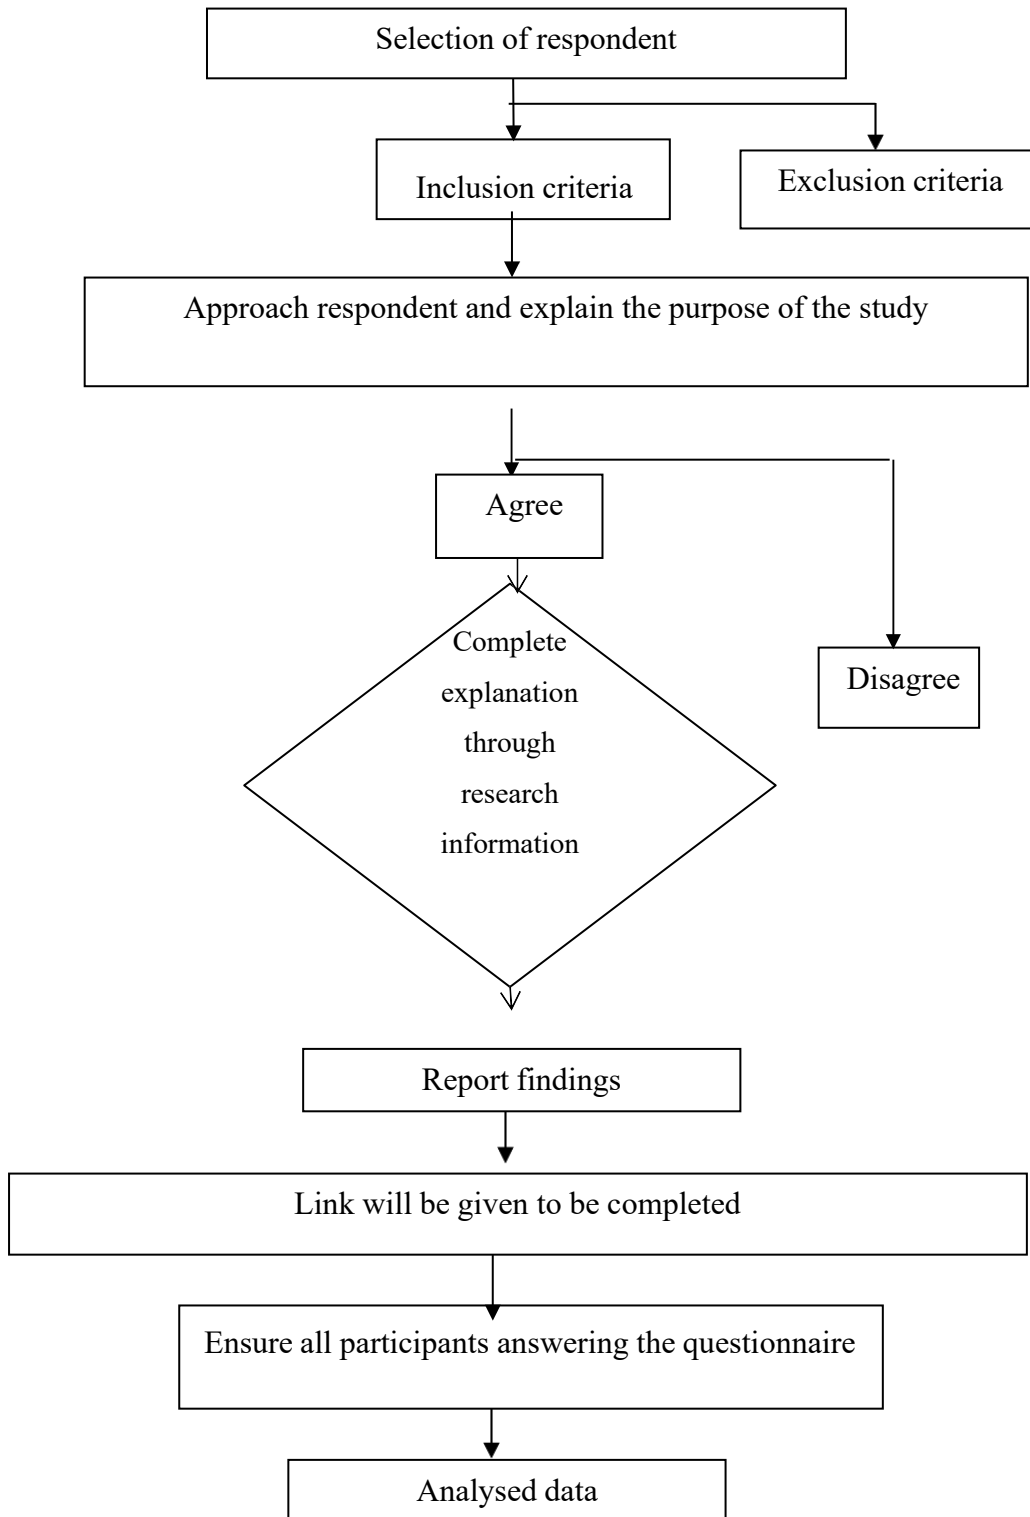 Selection of respondent
Inclusion criteria
Exclusion criteria
Approach respondent and explain the purpose of the study
Agree
Complete
explanation
through
research
information
Disagree
Report findings
Link will be given to be completed
Ensure all participants answering the questionnaire
Analysed data